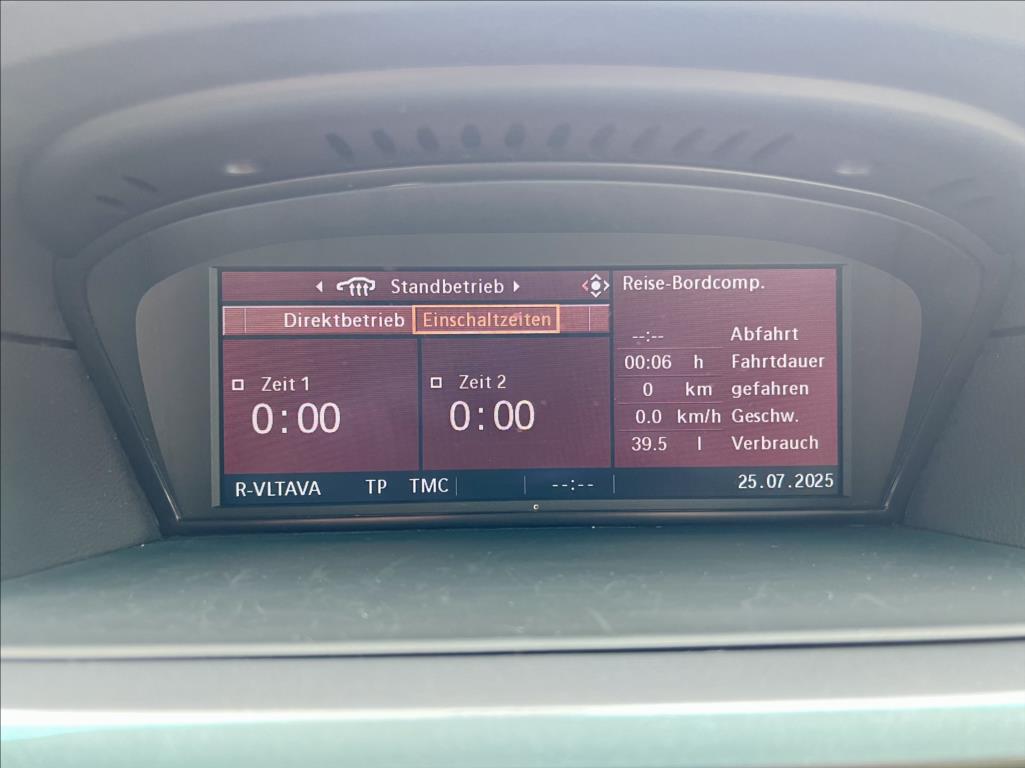 Standbetrieb
Direktbetrieb Einschaltzeiten
Zeit 1
0:00
Zeit 2
0:00
Reise-Bordcomp.
--:-- Abfahrt
00:06 h Fahrtdauer
0 km gefahren
0.0 km/h Geschw.
39.5 l Verbrauch
R-VLTAVA TP TMC --:-- 25.07.2025